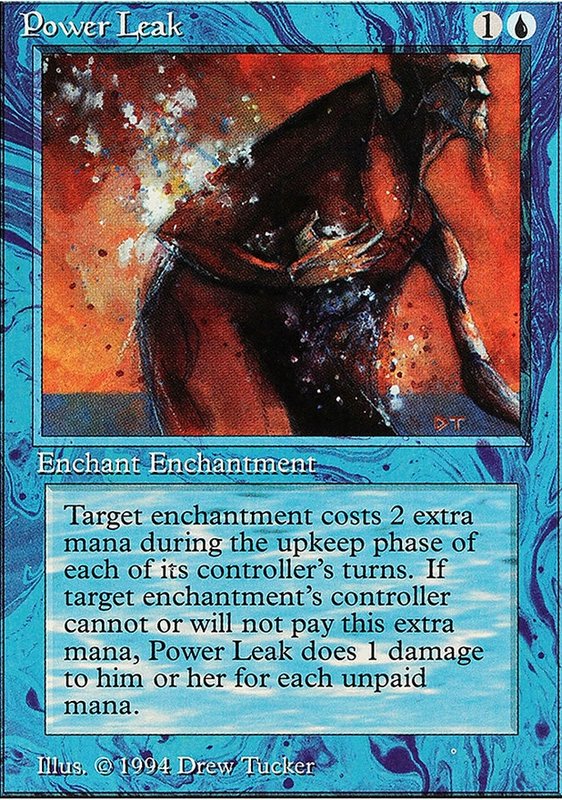 Power Leak
1
DT
Enchant Enchantment
Target enchantment costs 2 extra
mana during the upkeep phase of
each of its controller's turns. If
target enchantment's controller
cannot or will not pay this extra
mana, Power Leak does 1 damage
to him or her for each unpaid
mana.
Illus. © 1994 Drew Tucker